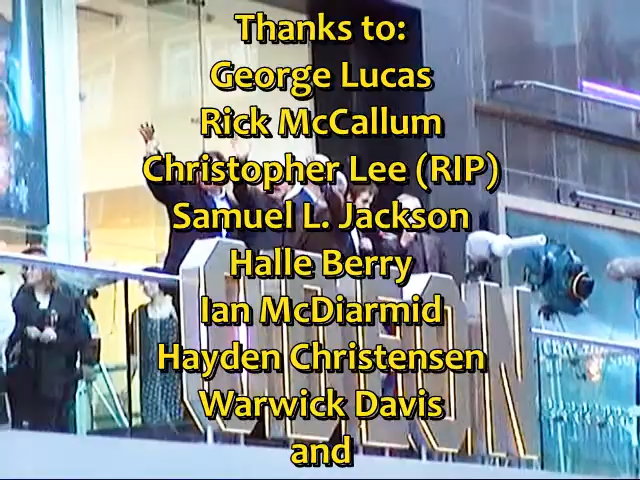 Thanks to:
George Lucas
Rick McCallum
Christopher Lee (RIP)
Samuel L. Jackson
Halle Berry
Ian McDiarmid
Hayden Christensen
Warwick Davis
and
ODEON